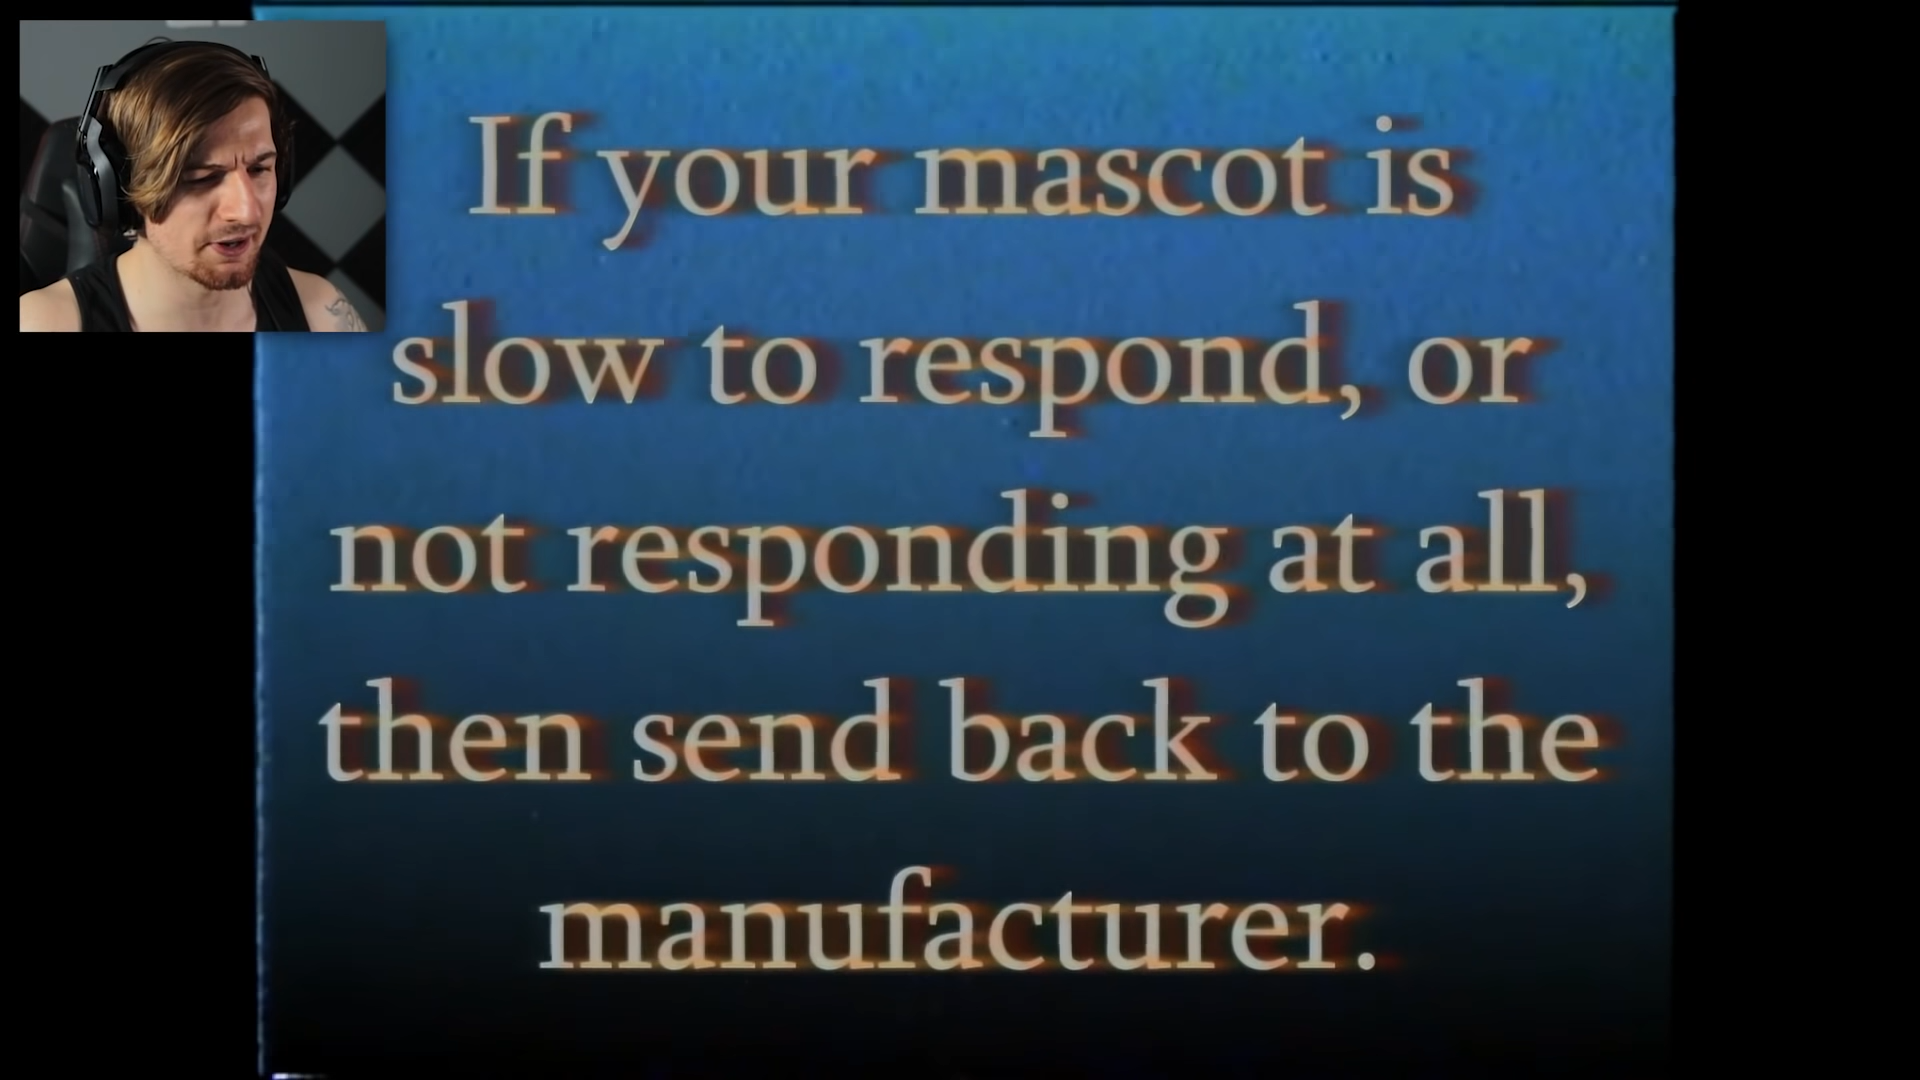 If your mascot is
slow to respond, or
not responding at all,
then send back to the
manufacturer.